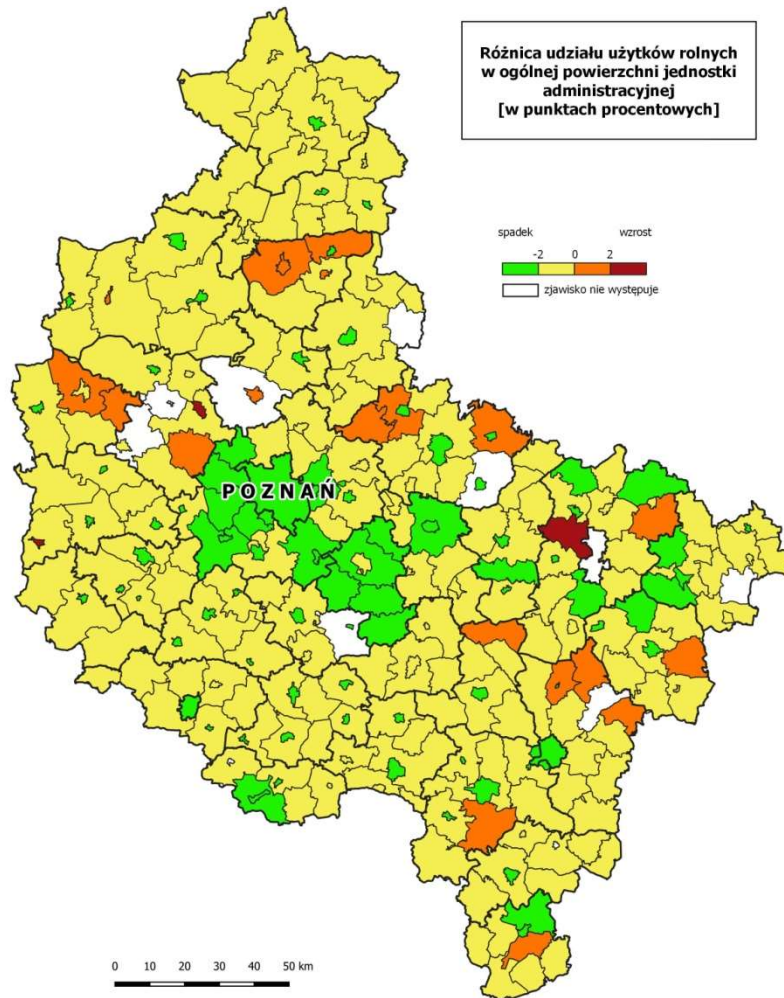 Różnica udziału użytków rolnych
w ogólnej powierzchni jednostki
administracyjnej
[w punktach procentowych]
spadek wzrost
-2 0 2
zjawisko nie występuje
POZNAŃ
0 10 20 30 40 50 km